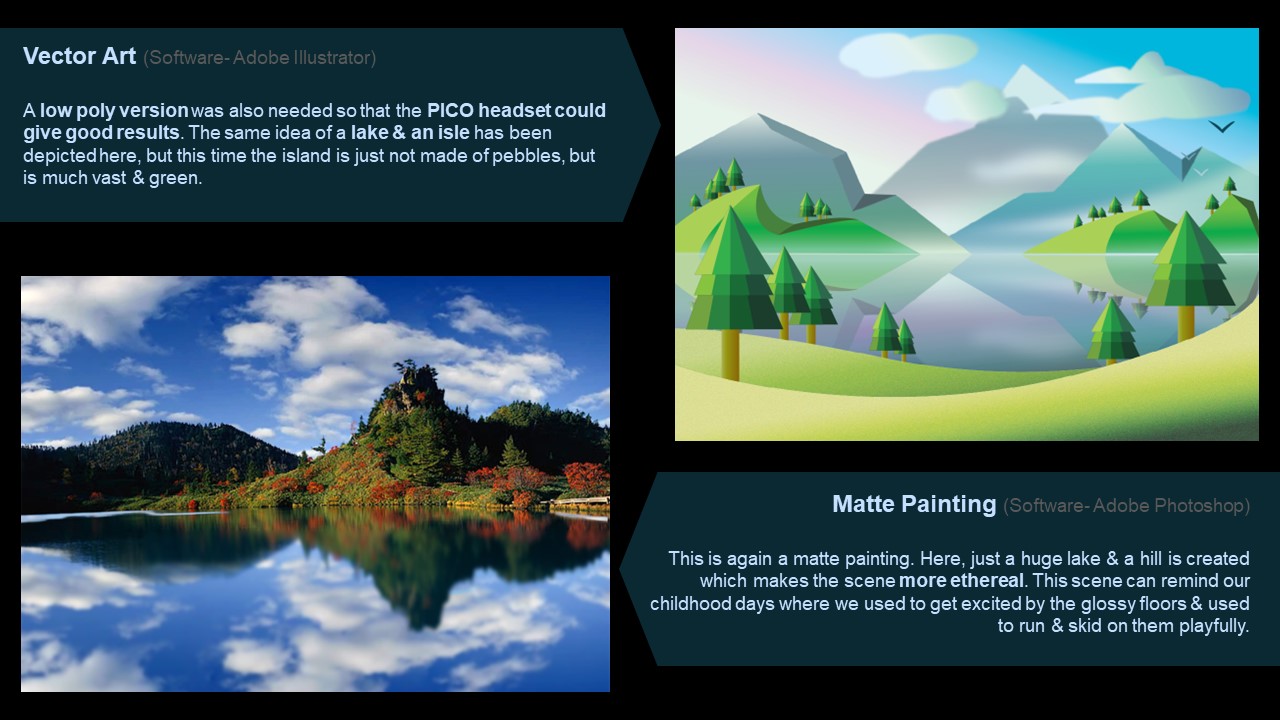 Vector Art (Software- Adobe Illustrator)
A low poly version was also needed so that the PICO headset could
give good results. The same idea of a lake & an isle has been
depicted here, but this time the island is just not made of pebbles, but
is much vast & green.
Matte Painting (Software- Adobe Photoshop)
This is again a matte painting. Here, just a huge lake & a hill is created
which makes the scene more ethereal. This scene can remind our
childhood days where we used to get excited by the glossy floors & used
to run & skid on them playfully.